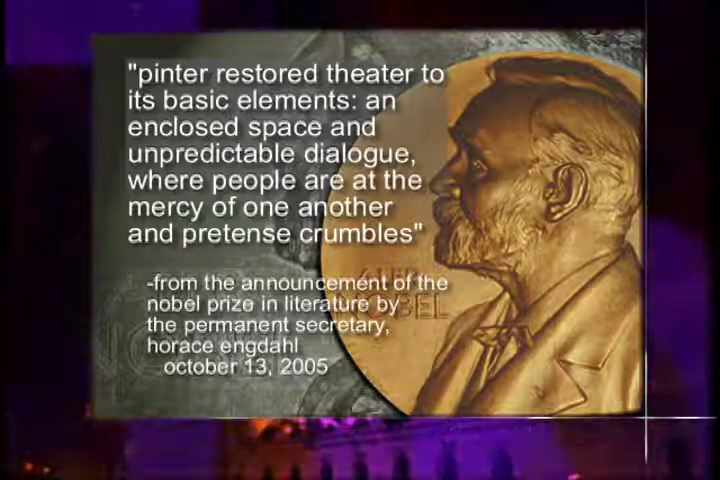 "pinter restored theater to
its basic elements: an
enclosed space and
unpredictable dialogue,
where people are at the
mercy of one another
and pretense crumbles"
-from the announcement of the
nobel prize in literature by
the permanent secretary,
horace engdahl
october 13, 2005
NOBEL